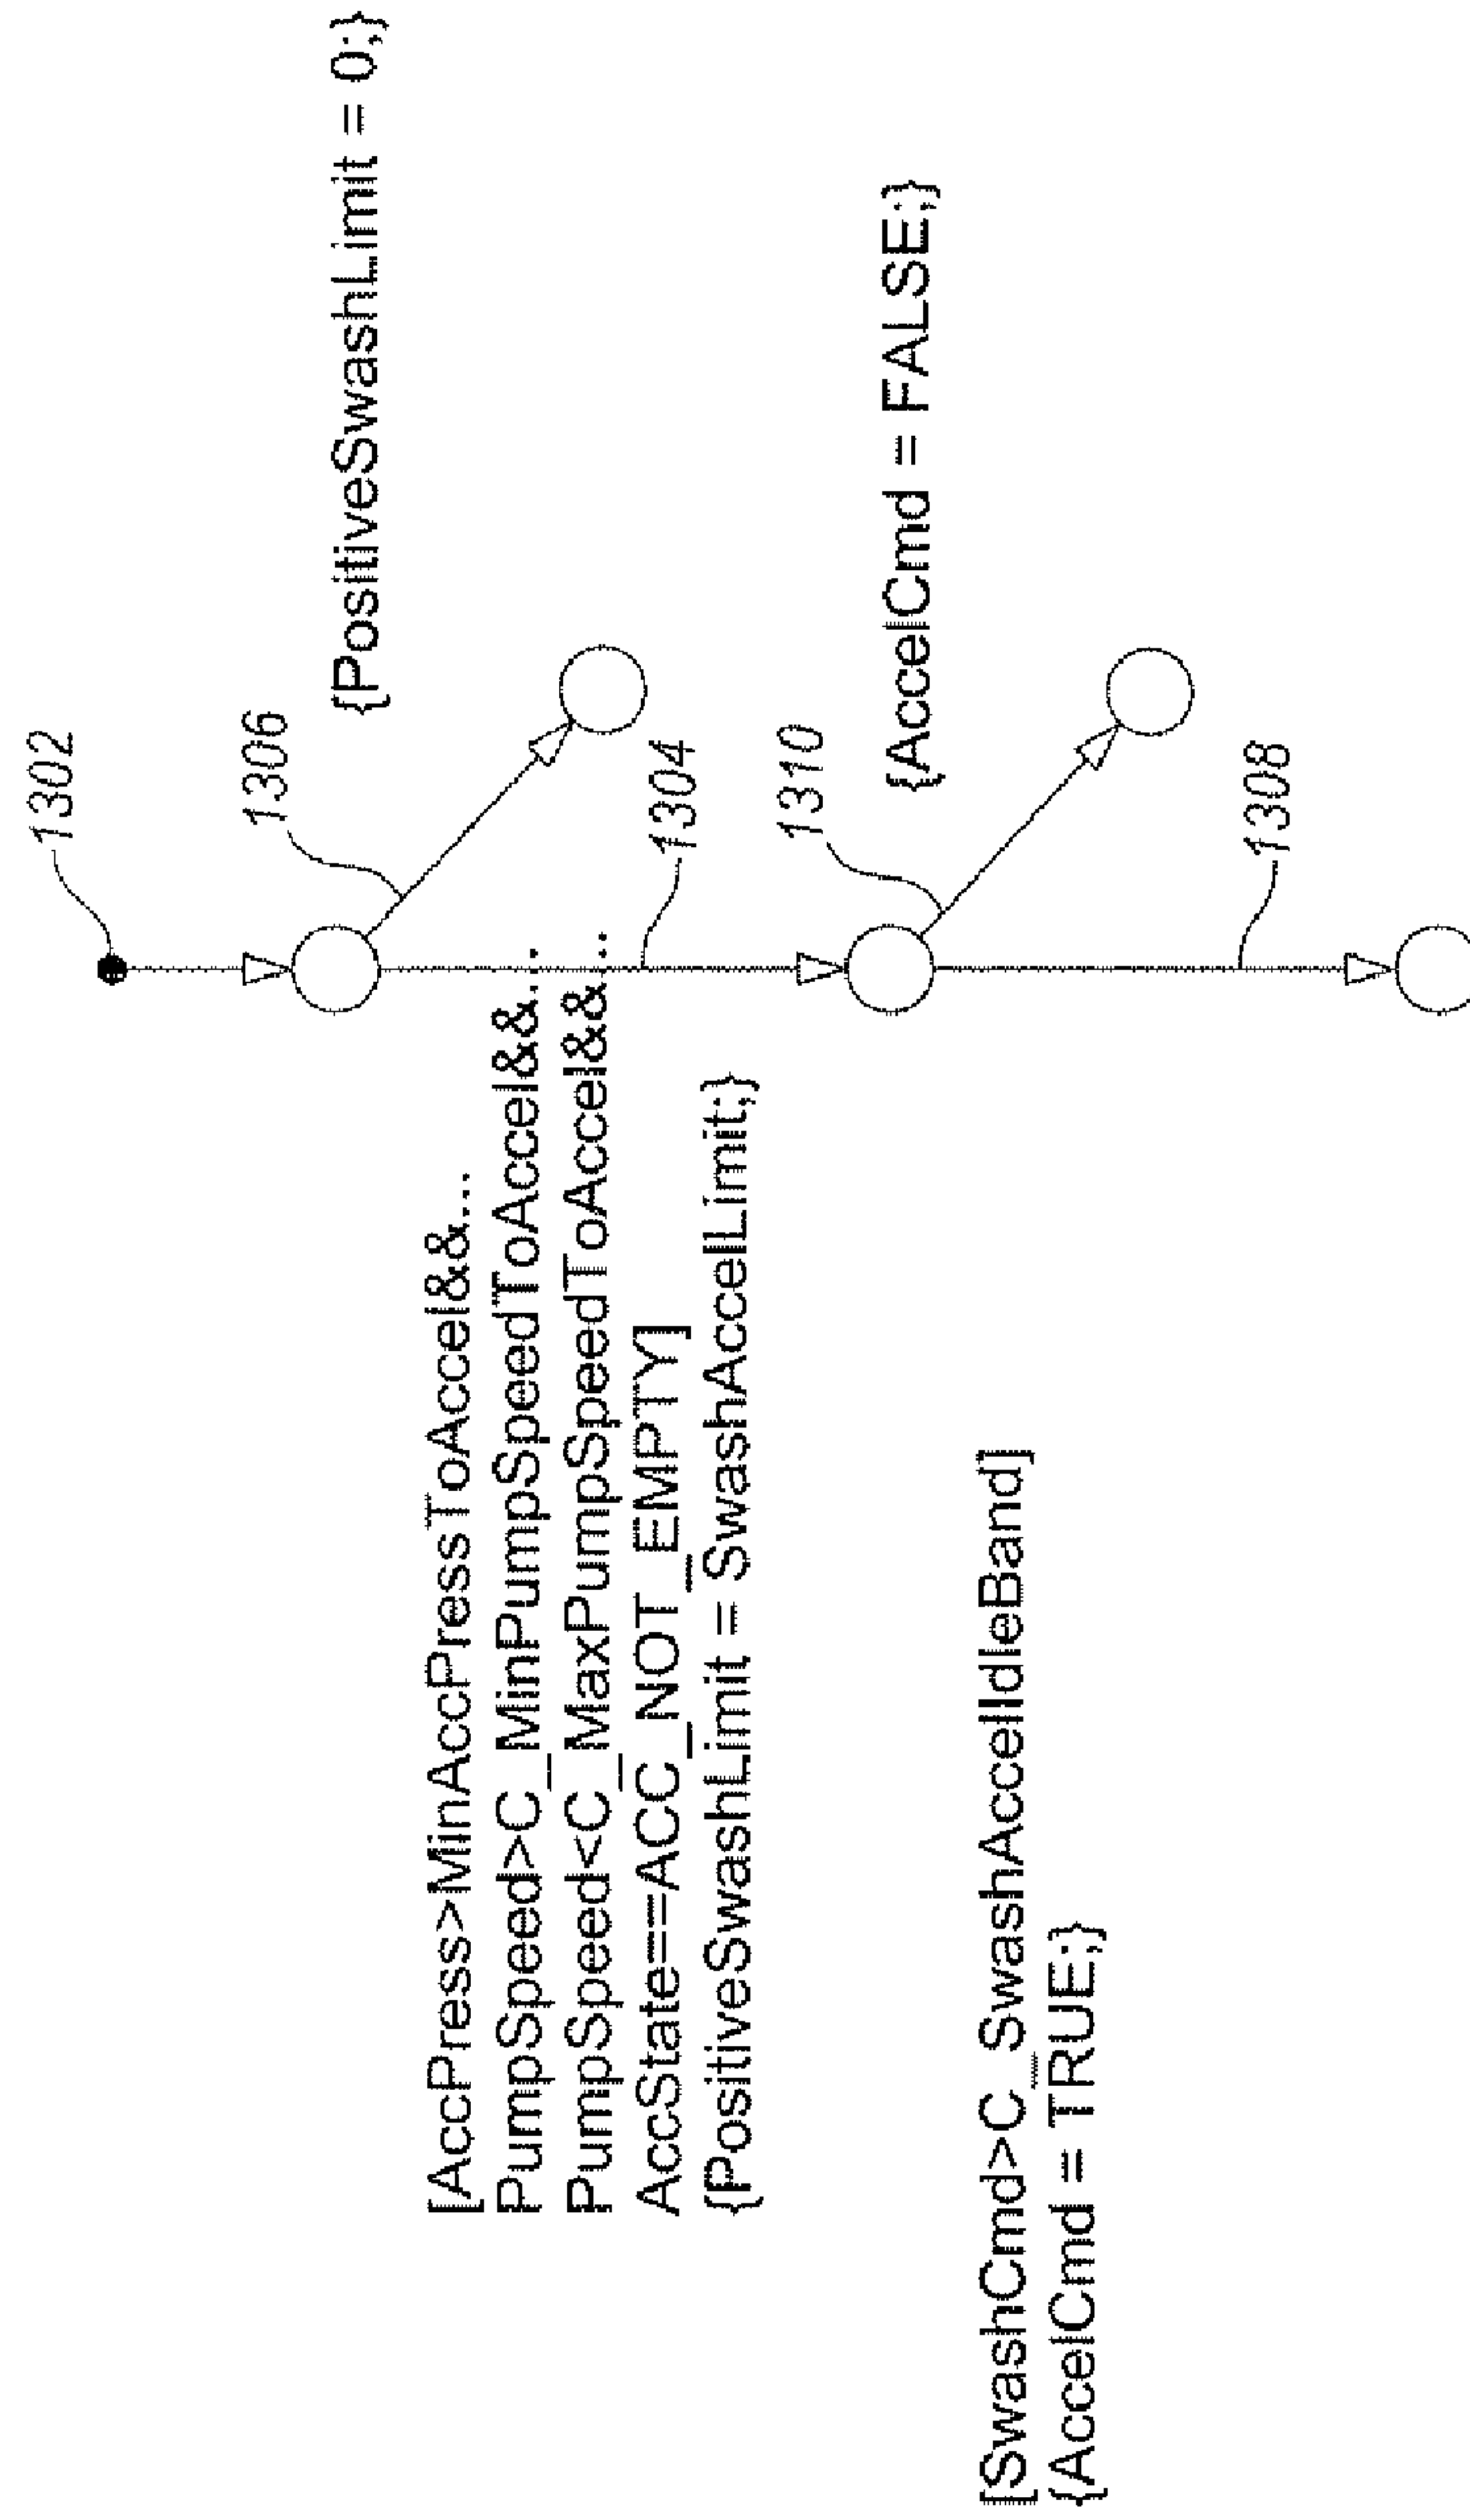 1302
1306
{PositiveSwashLimit = 0;}
[AccPress>MinAccPressToAccel&&...
PumpSpeed>C_MinPumpSpeedToAccel&&...
PumpSpeed<C_MaxPumpSpeedToAccel&&...
AccState==ACC_NOT_EMPTY]
{PositiveSwashLimit = SwashAccelLimit;}
1304
1310
{AccelCmd = FALSE;}
[SwashCmd>C_SwashAccelIdleBand]
{AccelCmd = TRUE;}
1308